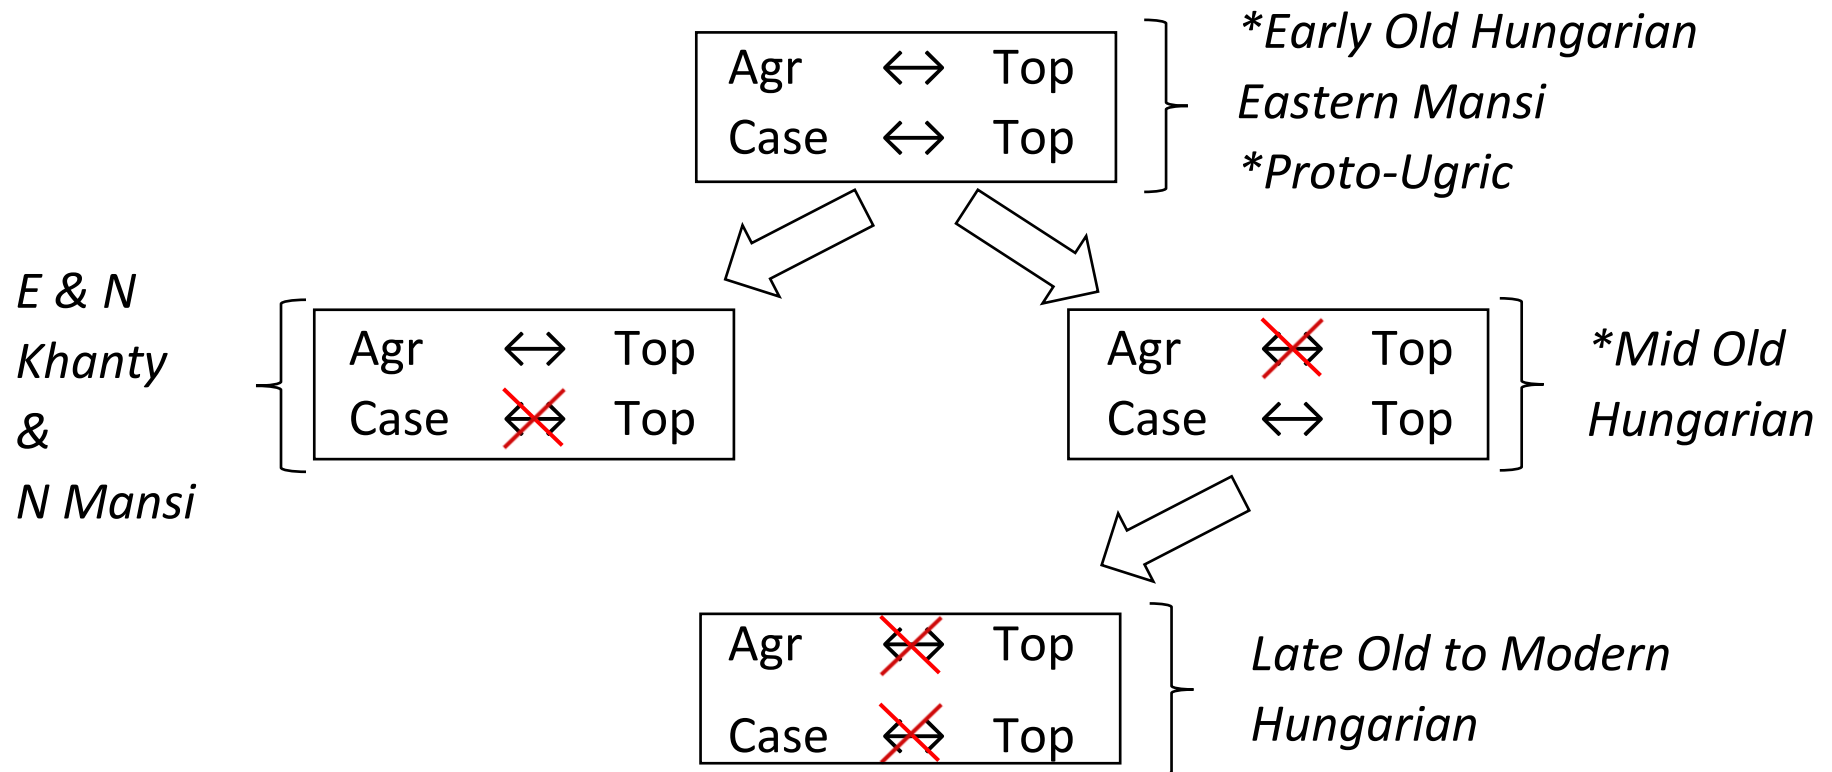 Agr ↔ Top
Case ↔ Top
*Early Old Hungarian
Eastern Mansi
*Proto-Ugric
E & N
Khanty
&
N Mansi
Agr ↔ Top
Case ↔ Top
Agr ↔ Top
Case ↔ Top
*Mid Old
Hungarian
Agr ↔ Top
Case ↔ Top
Late Old to Modern
Hungarian